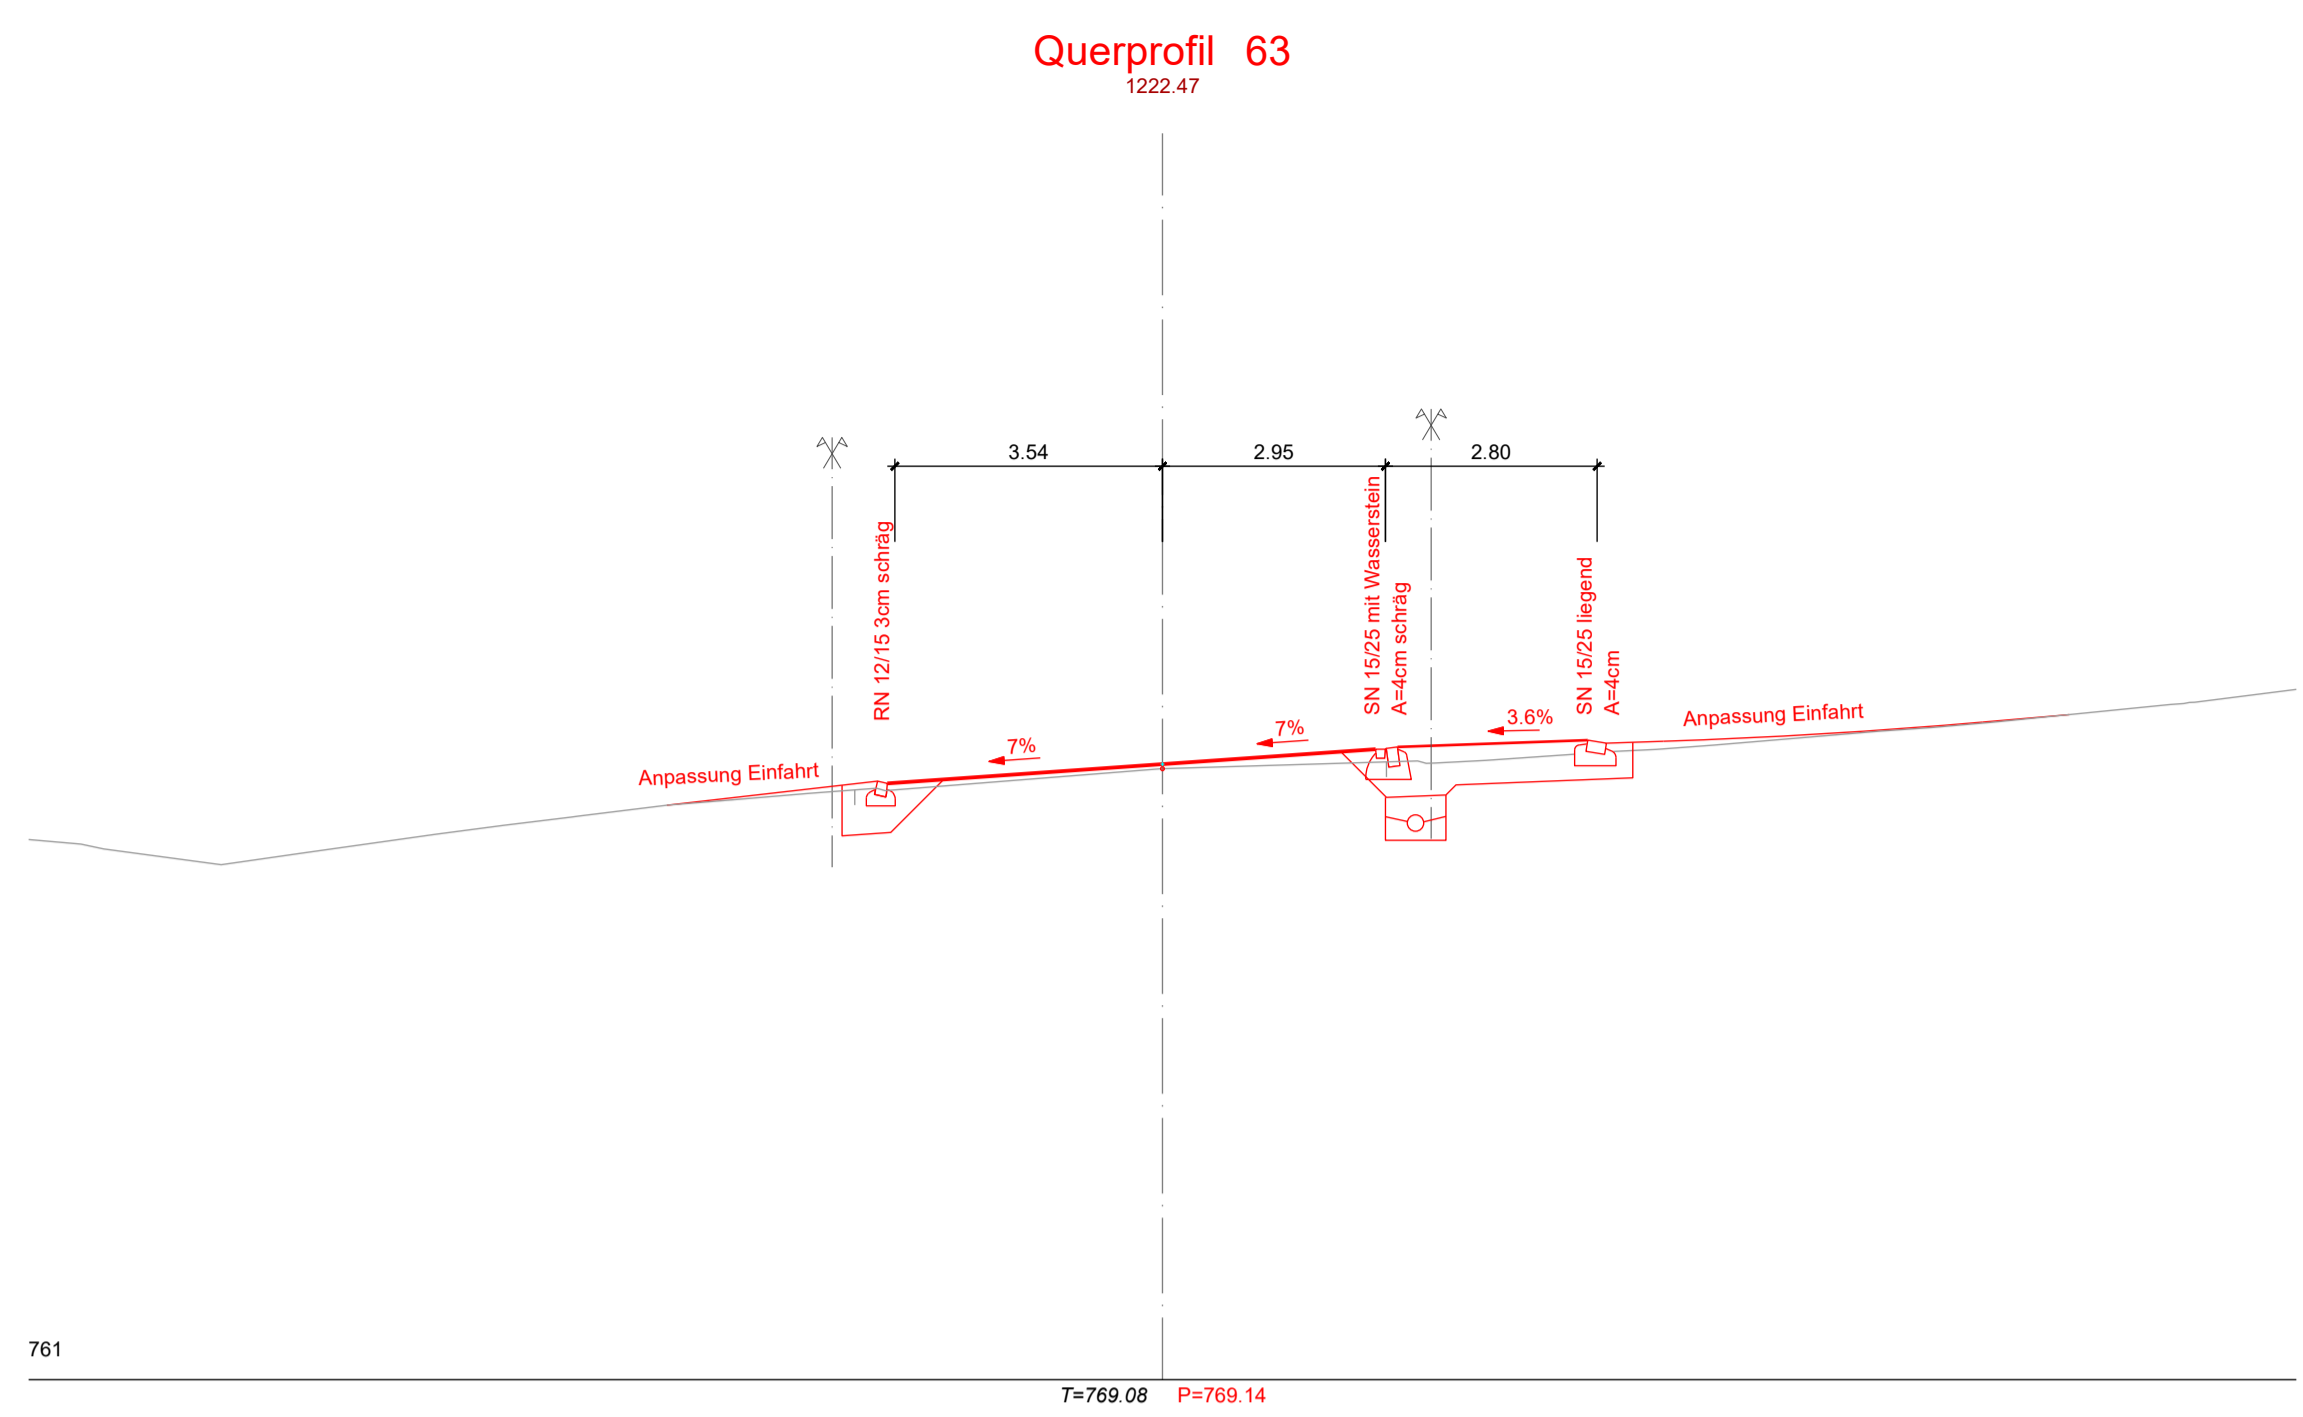 Querprofil 63
1222.47
3.54
2.95
2.80
RN 12/15 3cm schräg
SN 15/25 mit Wasserstein
A=4cm schräg
SN 15/25 liegend
A=4cm
Anpassung Einfahrt
7%
7%
3.6%
Anpassung Einfahrt
761
T=769.08
P=769.14